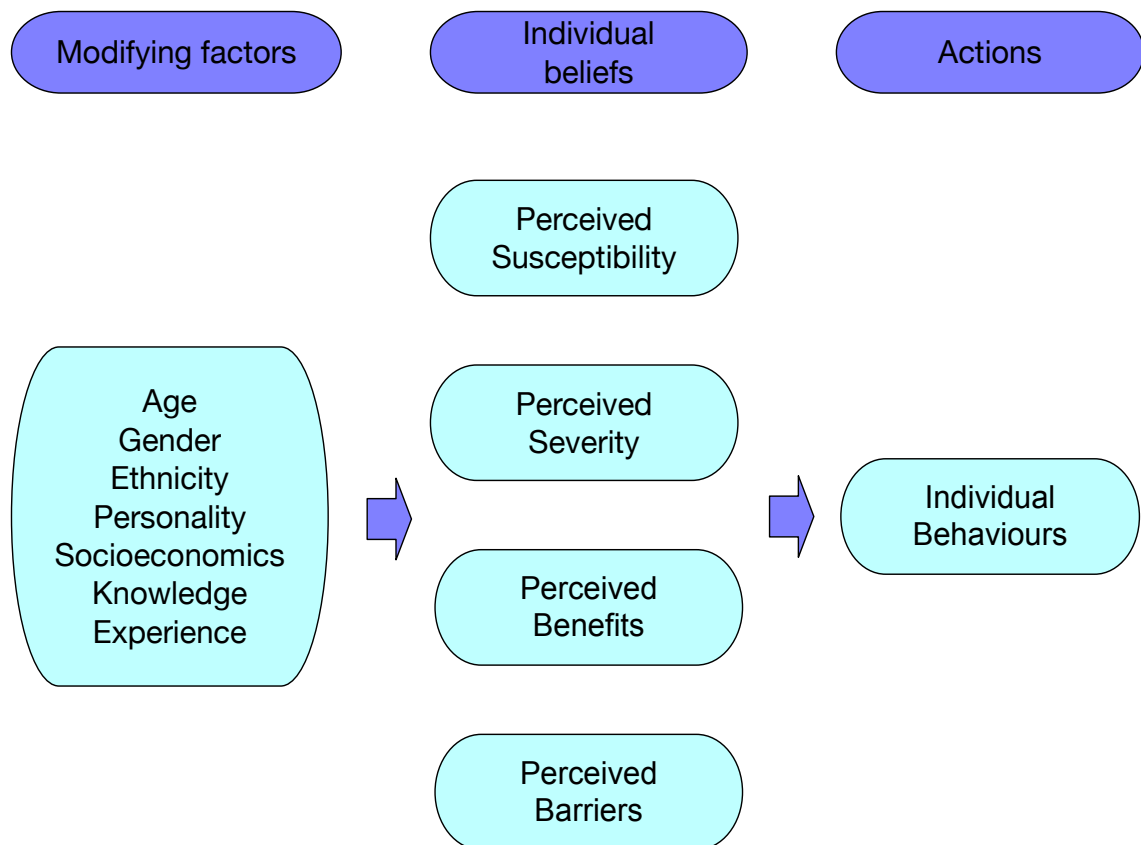 Modifying factors
Individual
beliefs
Actions
Perceived
Susceptibility
Age
Gender
Ethnicity
Personality
Socioeconomics
Knowledge
Experience
Perceived
Severity
Perceived
Benefits
Perceived
Barriers
Individual
Behaviours